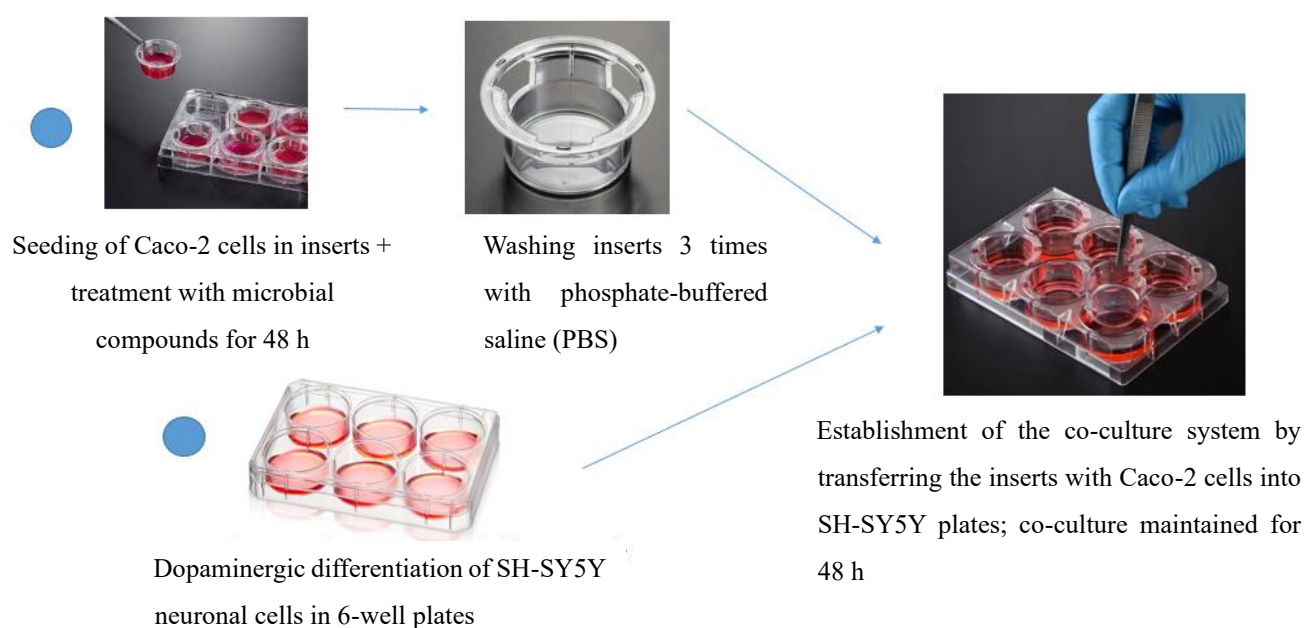 Seeding of Caco-2 cells in inserts +
treatment with microbial
compounds for 48 h
Washing inserts 3 times
with phosphate-buffered
saline (PBS)
Dopaminergic differentiation of SH-SY5Y
neuronal cells in 6-well plates
Establishment of the co-culture system by
transferring the inserts with Caco-2 cells into
SH-SY5Y plates; co-culture maintained for
48 h